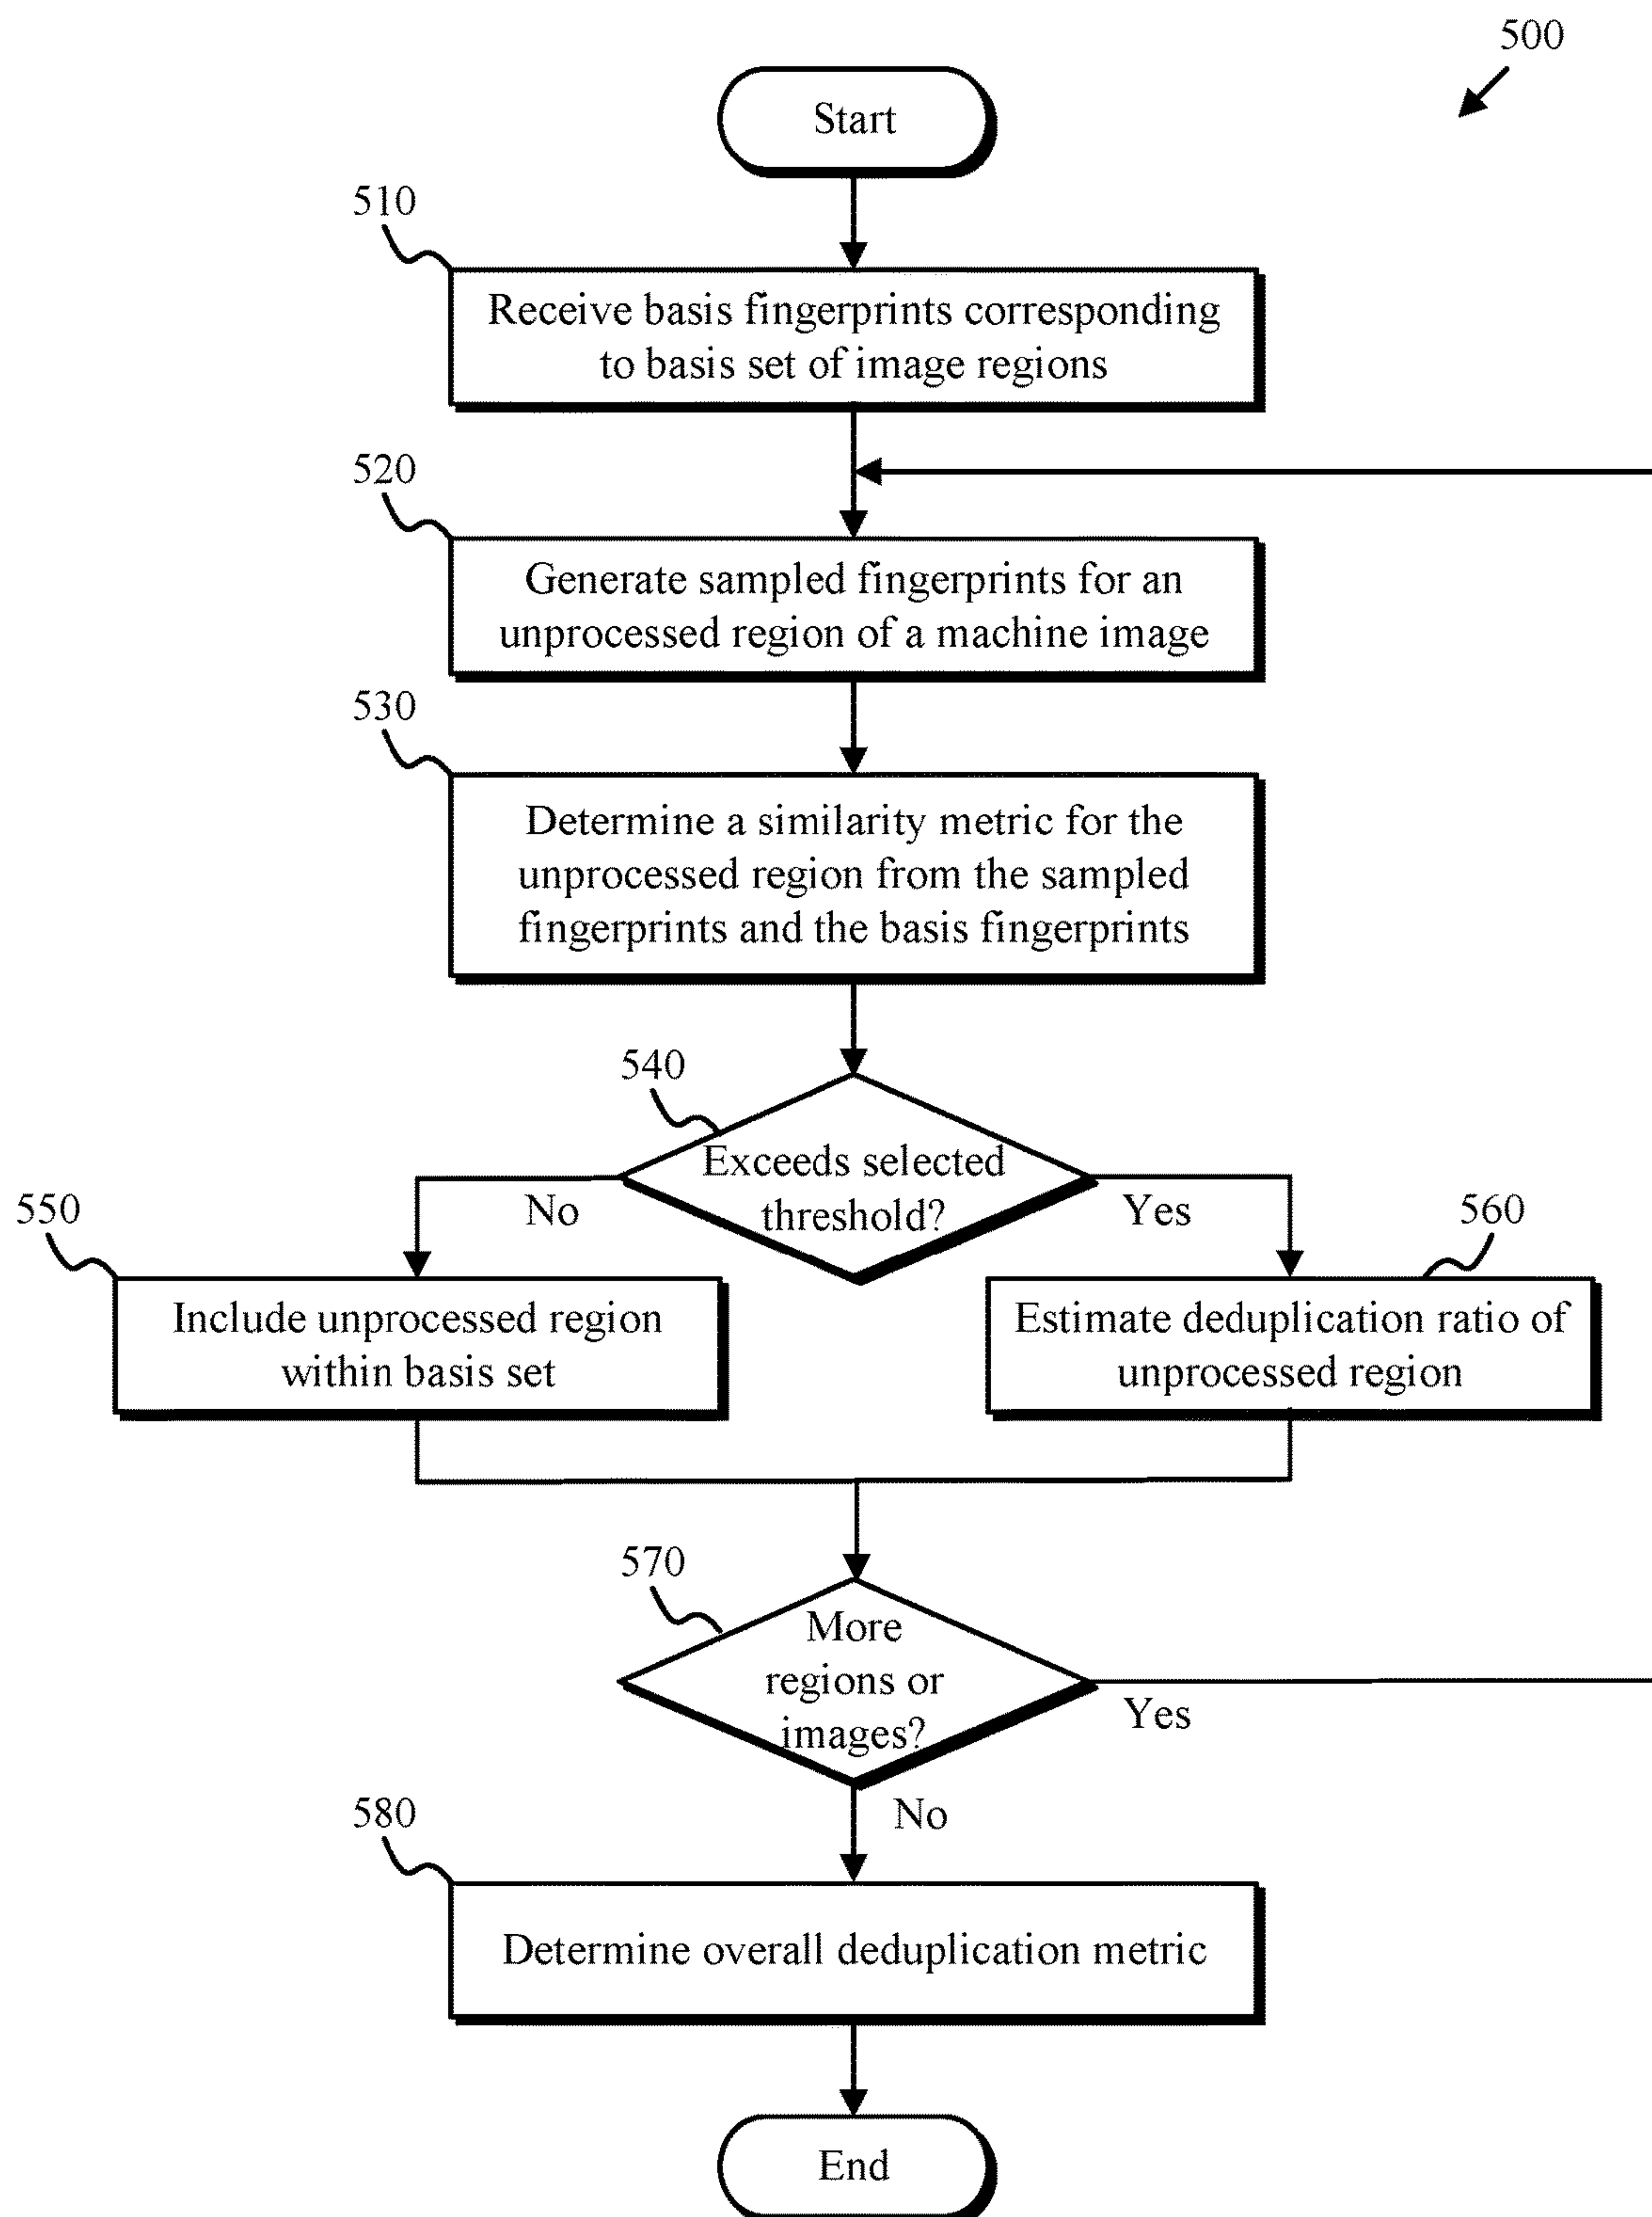 500
Start
510
Receive basis fingerprints corresponding
to basis set of image regions
520
Generate sampled fingerprints for an
unprocessed region of a machine image
530
Determine a similarity metric for the
unprocessed region from the sampled
fingerprints and the basis fingerprints
540
Exceeds selected
threshold?
No
Yes
550
Include unprocessed region
within basis set
560
Estimate deduplication ratio of
unprocessed region
570
More
regions or
images?
Yes
No
580
Determine overall deduplication metric
End